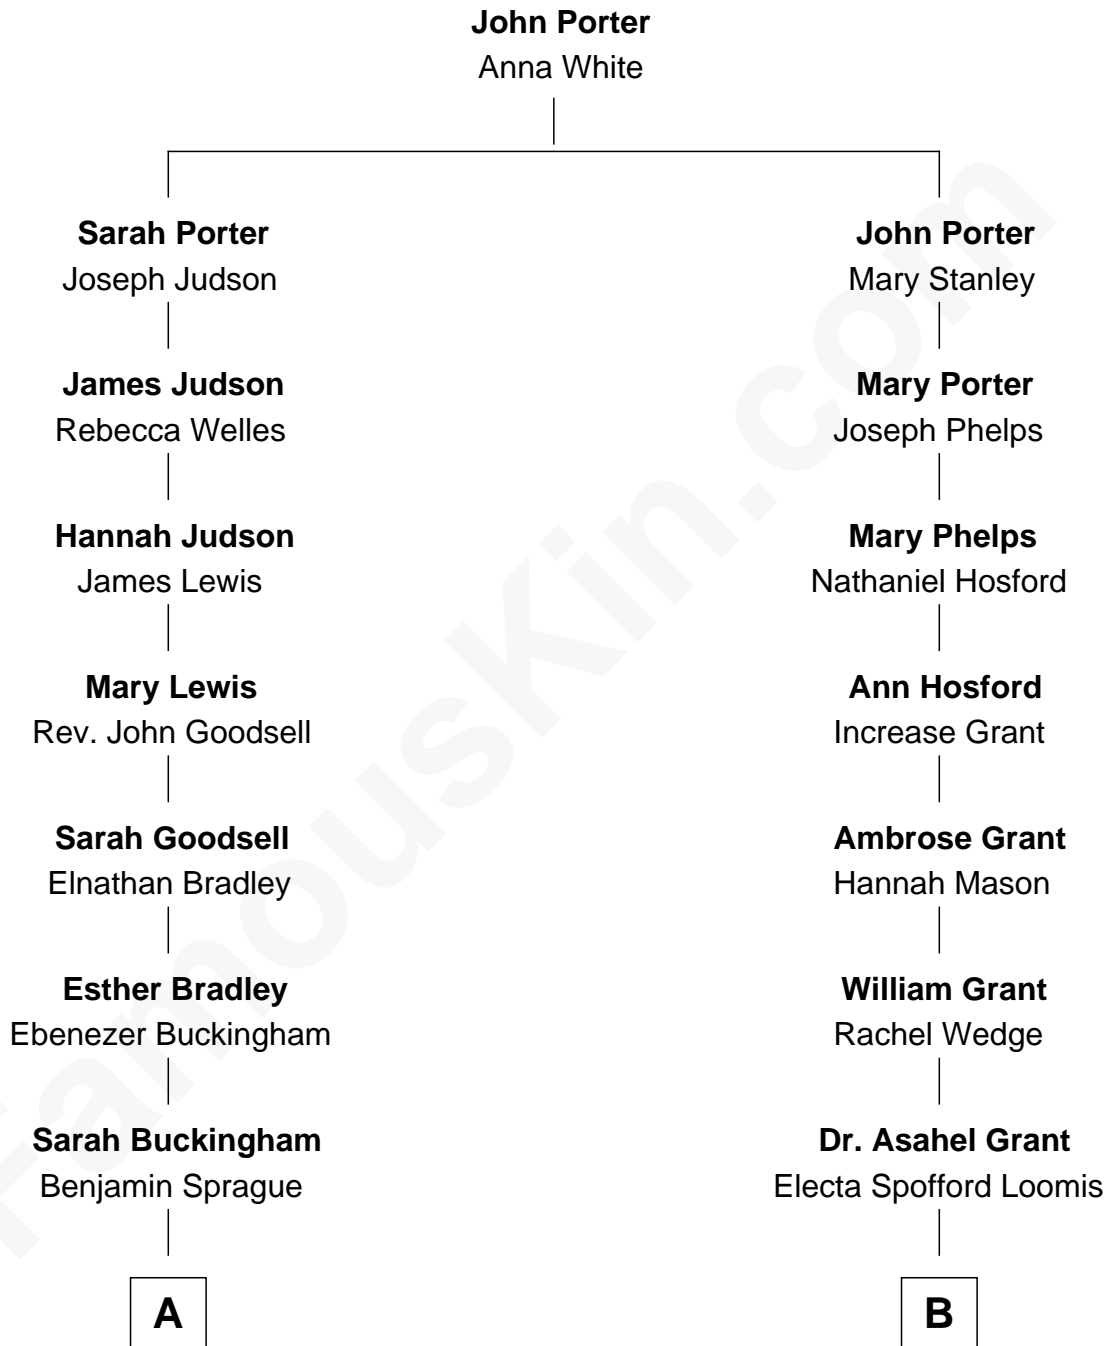 John Porter
Anna White
Sarah Porter
Joseph Judson
John Porter
Mary Stanley
James Judson
Rebecca Welles
Mary Porter
Joseph Phelps
Hannah Judson
James Lewis
Mary Phelps
Nathaniel Hosford
Mary Lewis
Rev. John Goodsell
Ann Hosford
Increase Grant
Sarah Goodsell
Elnathan Bradley
Ambrose Grant
Hannah Mason
Esther Bradley
Ebenezer Buckingham
William Grant
Rachel Wedge
Sarah Buckingham
Benjamin Sprague
Dr. Asahel Grant
Electa Spofford Loomis
A
B
FamousKin.com